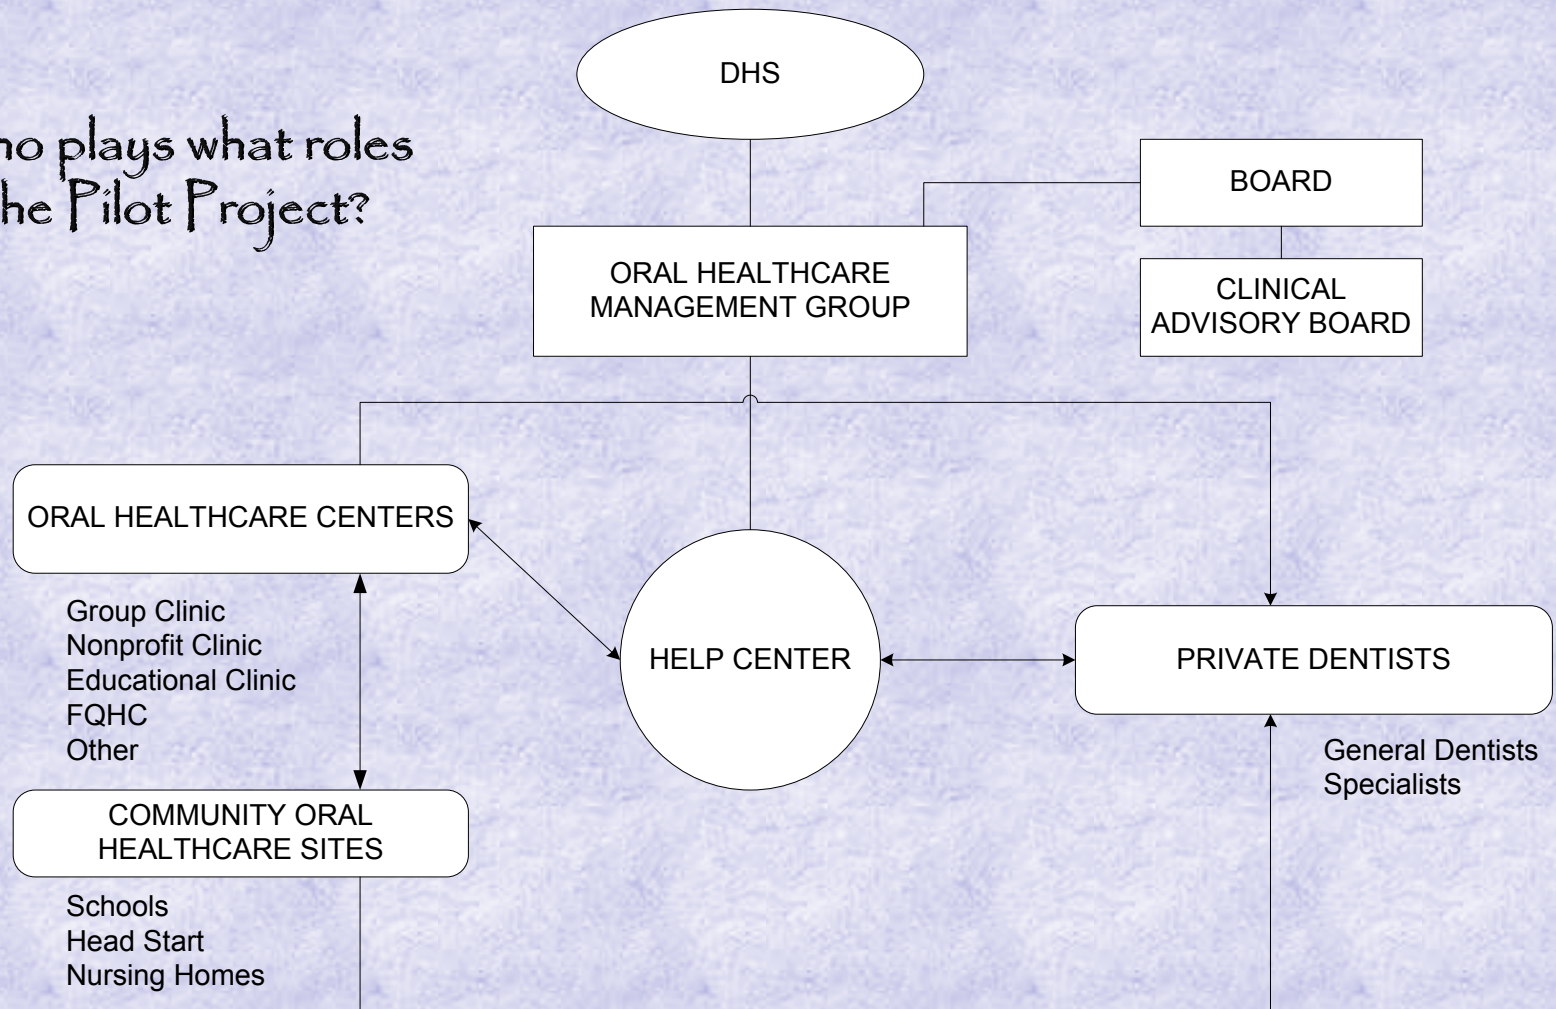 DHS
no plays what roles
he Pilot Project?
BOARD
ORAL HEALTHCARE
MANAGEMENT GROUP
CLINICAL
ADVISORY BOARD
ORAL HEALTHCARE CENTERS
Group Clinic
Nonprofit Clinic
Educational Clinic
FQHC
Other
HELP CENTER
PRIVATE DENTISTS
General Dentists
Specialists
COMMUNITY ORAL
HEALTHCARE SITES
Schools
Head Start
Nursing Homes